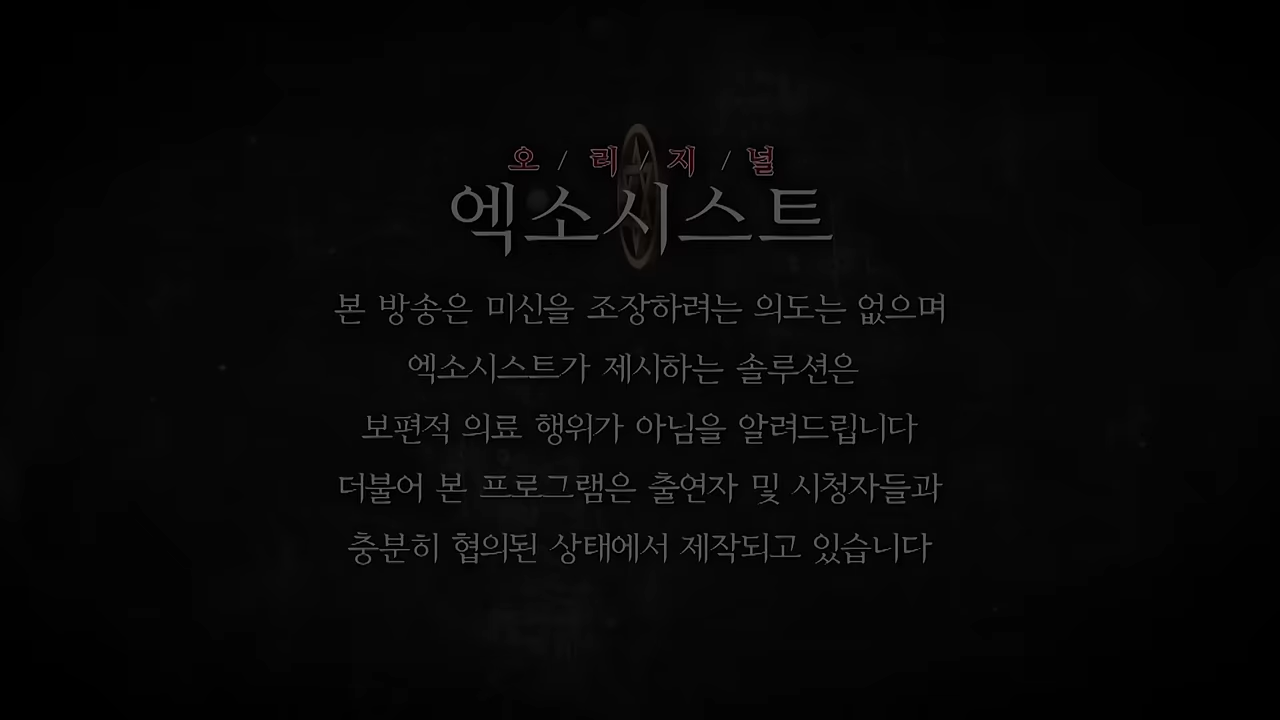 오 / 리 / 지 / 널
엑소시스트
본 방송은 미신을 조장하려는 의도는 없으며
엑소시스트가 제시하는 솔루션은
보편적 의료 행위가 아님을 알려드립니다
더불어 본 프로그램은 출연자 및 시청자들과
충분히 협의된 상태에서 제작되고 있습니다